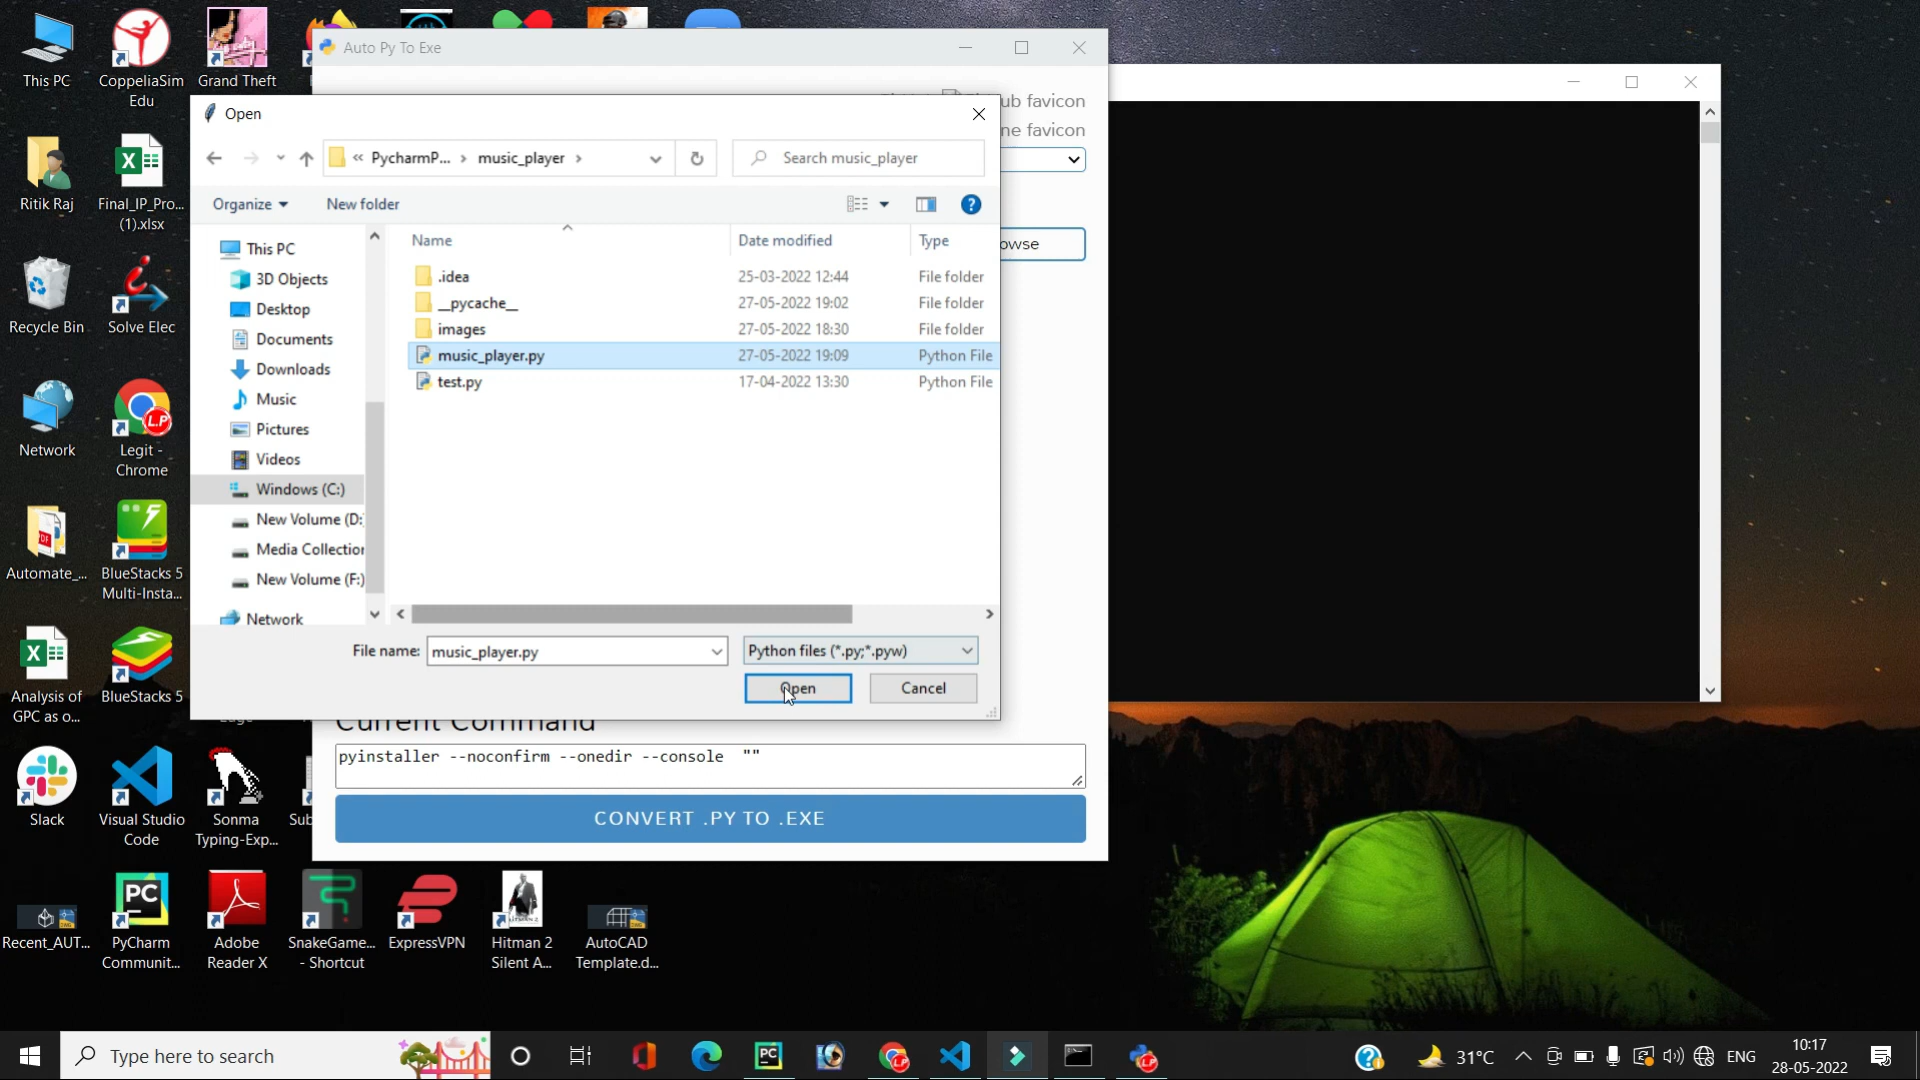 This PC
CoppeliaSim
Edu
Grand Theft
Ritik Raj
Final_IP_Pro...
(1).xlsx
Recycle Bin
Solve Elec
Network
Legit -
Chrome
Automate_...
BlueStacks 5
Multi-Insta...
Analysis of
GPC as o...
BlueStacks 5
Slack
Visual Studio
Code
Sonma
Typing-Exp...
Recent_AUT...
PyCharm
Communit...
Adobe
Reader X
SnakeGame...
- Shortcut
ExpressVPN
Hitman 2
Silent A...
AutoCAD
Template.d...
Auto Py To Exe
ub favicon
ne favicon
owse
Open
« PycharmP... › music_player ›
Search music_player
Organize
New folder
This PC
3D Objects
Desktop
Documents
Downloads
Music
Pictures
Videos
Windows (C:)
New Volume (D:
Media Collection
New Volume (F:)
Network
Name Date modified Type
.idea 25-03-2022 12:44 File folder
__pycache__ 27-05-2022 19:02 File folder
images 27-05-2022 18:30 File folder
music_player.py 27-05-2022 19:09 Python File
test.py 17-04-2022 13:30 Python File
File name: music_player.py Python files (*.py;*.pyw)
Open Cancel
Current Command
pyinstaller --noconfirm --onedir --console ""
CONVERT .PY TO .EXE
Type here to search
31°C
ENG
10:17
28-05-2022